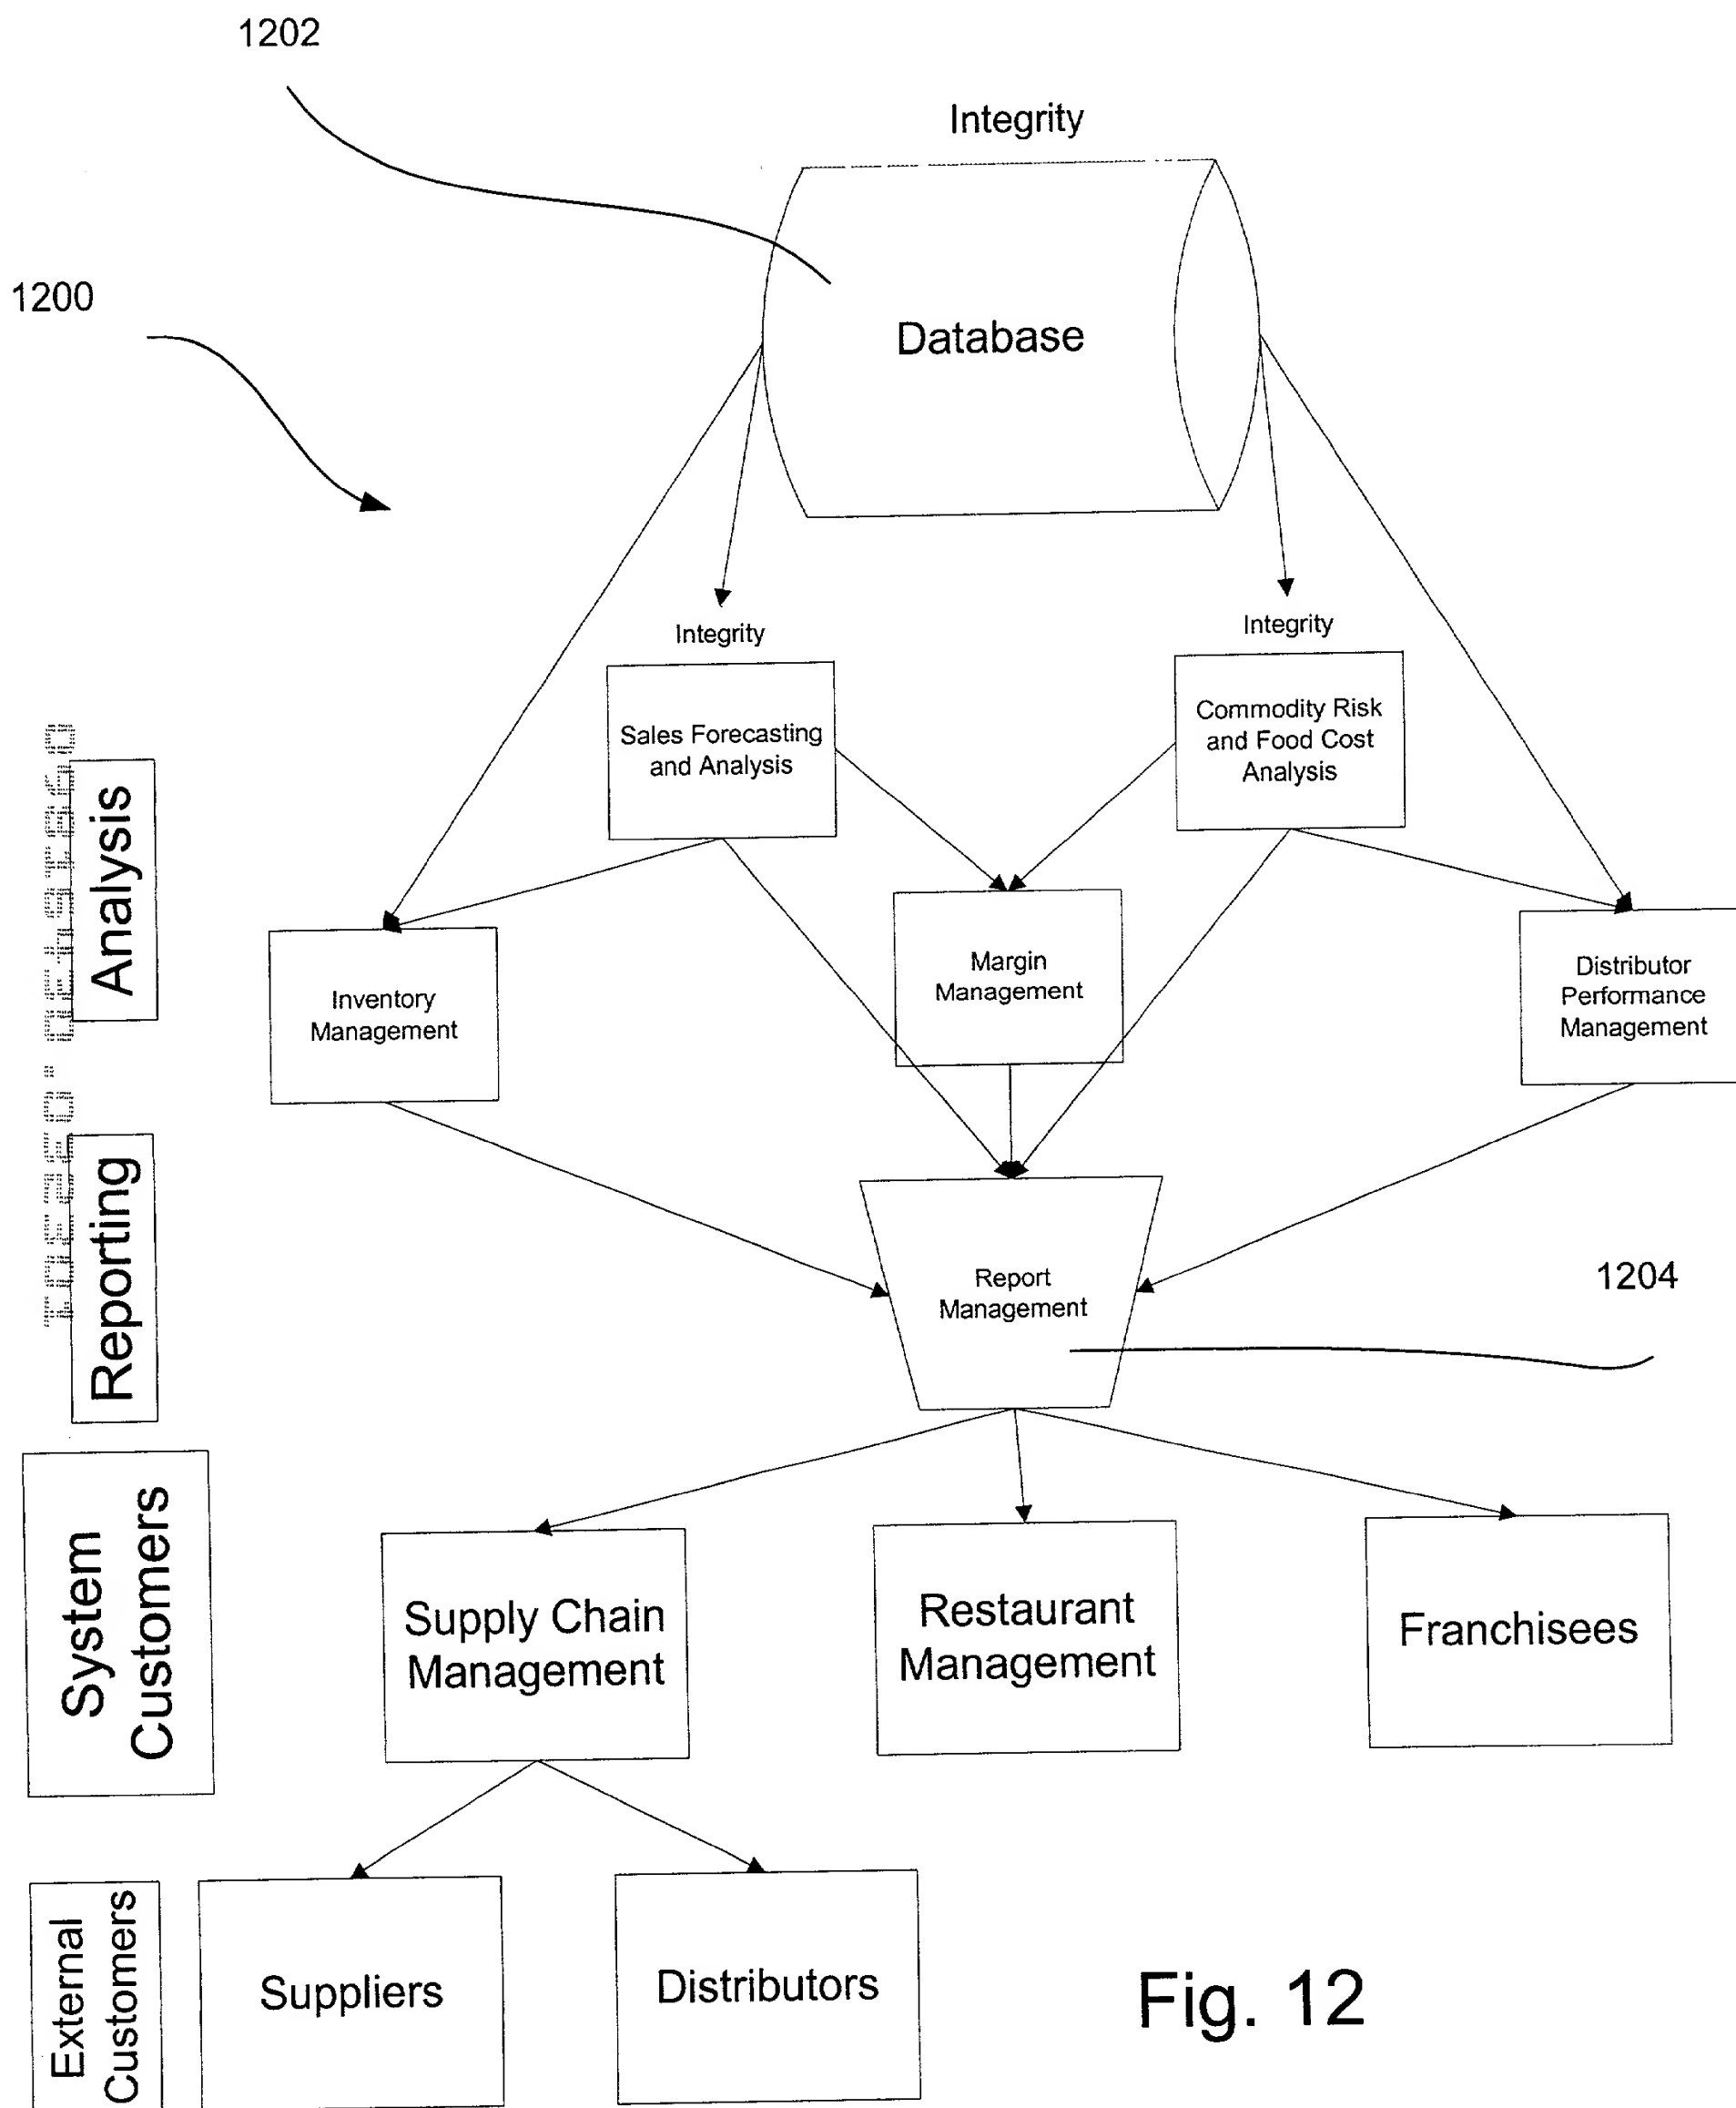 1202
Integrity
1200
Database
Integrity
Integrity
Sales Forecasting
and Analysis
Commodity Risk
and Food Cost
Analysis
Analysis
Inventory
Management
Margin
Management
Distributor
Performance
Management
Reporting
Report
Management
1204
System
Customers
Supply Chain
Management
Restaurant
Management
Franchisees
External
Customers
Suppliers
Distributors
Fig. 12